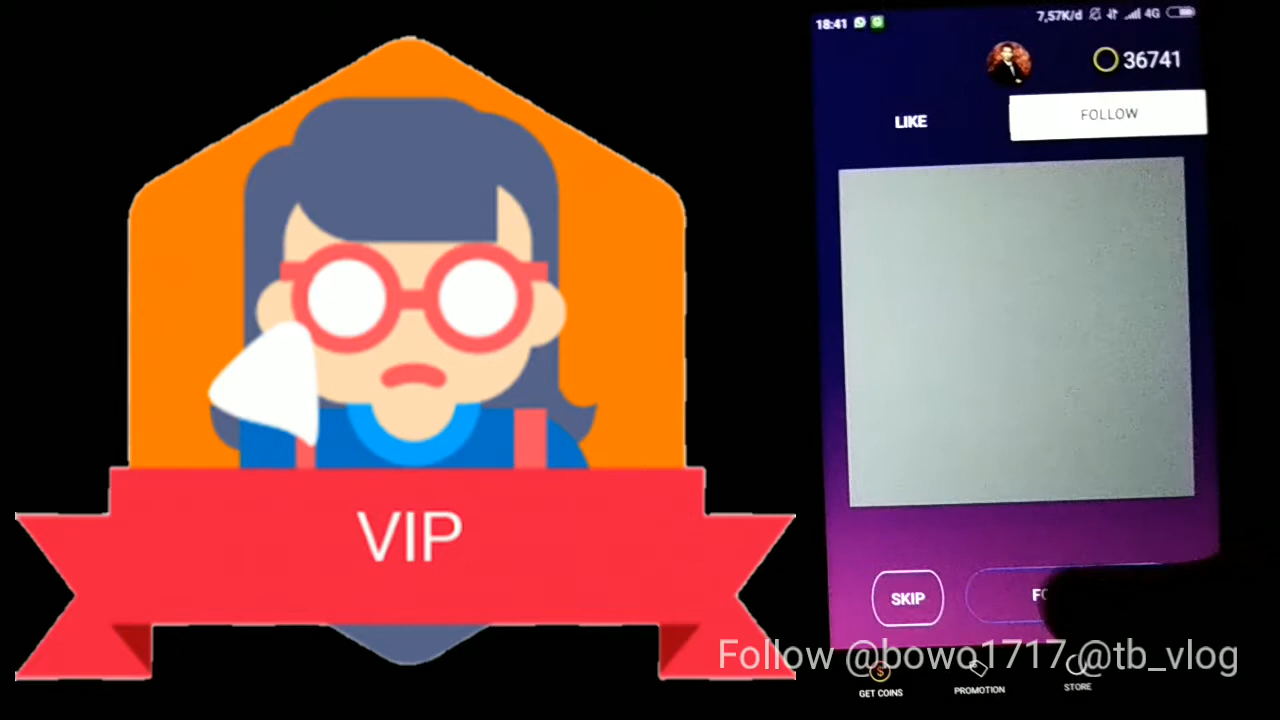 VIP
18:41
7,57K/d
4G
36741
LIKE
FOLLOW
SKIP
Follow @bowo1717 @tb_vlog
GET COINS
PROMOTION
STORE